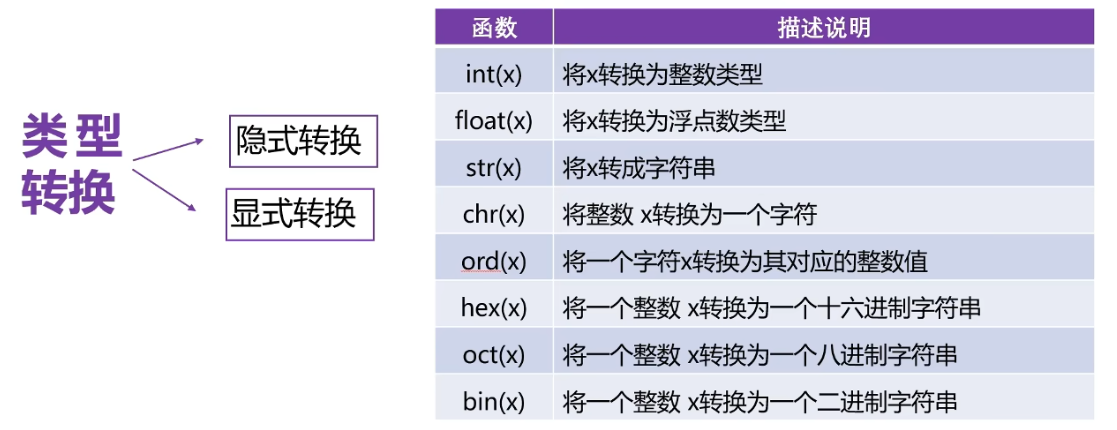 类型
转换
隐式转换
显式转换
函数 描述说明
int(x) 将x转换为整数类型
float(x) 将x转换为浮点数类型
str(x) 将x转成字符串
chr(x) 将整数 x转换为一个字符
ord(x) 将一个字符x转换为其对应的整数值
hex(x) 将一个整数 x转换为一个十六进制字符串
oct(x) 将一个整数 x转换为一个八进制字符串
bin(x) 将一个整数 x转换为一个二进制字符串